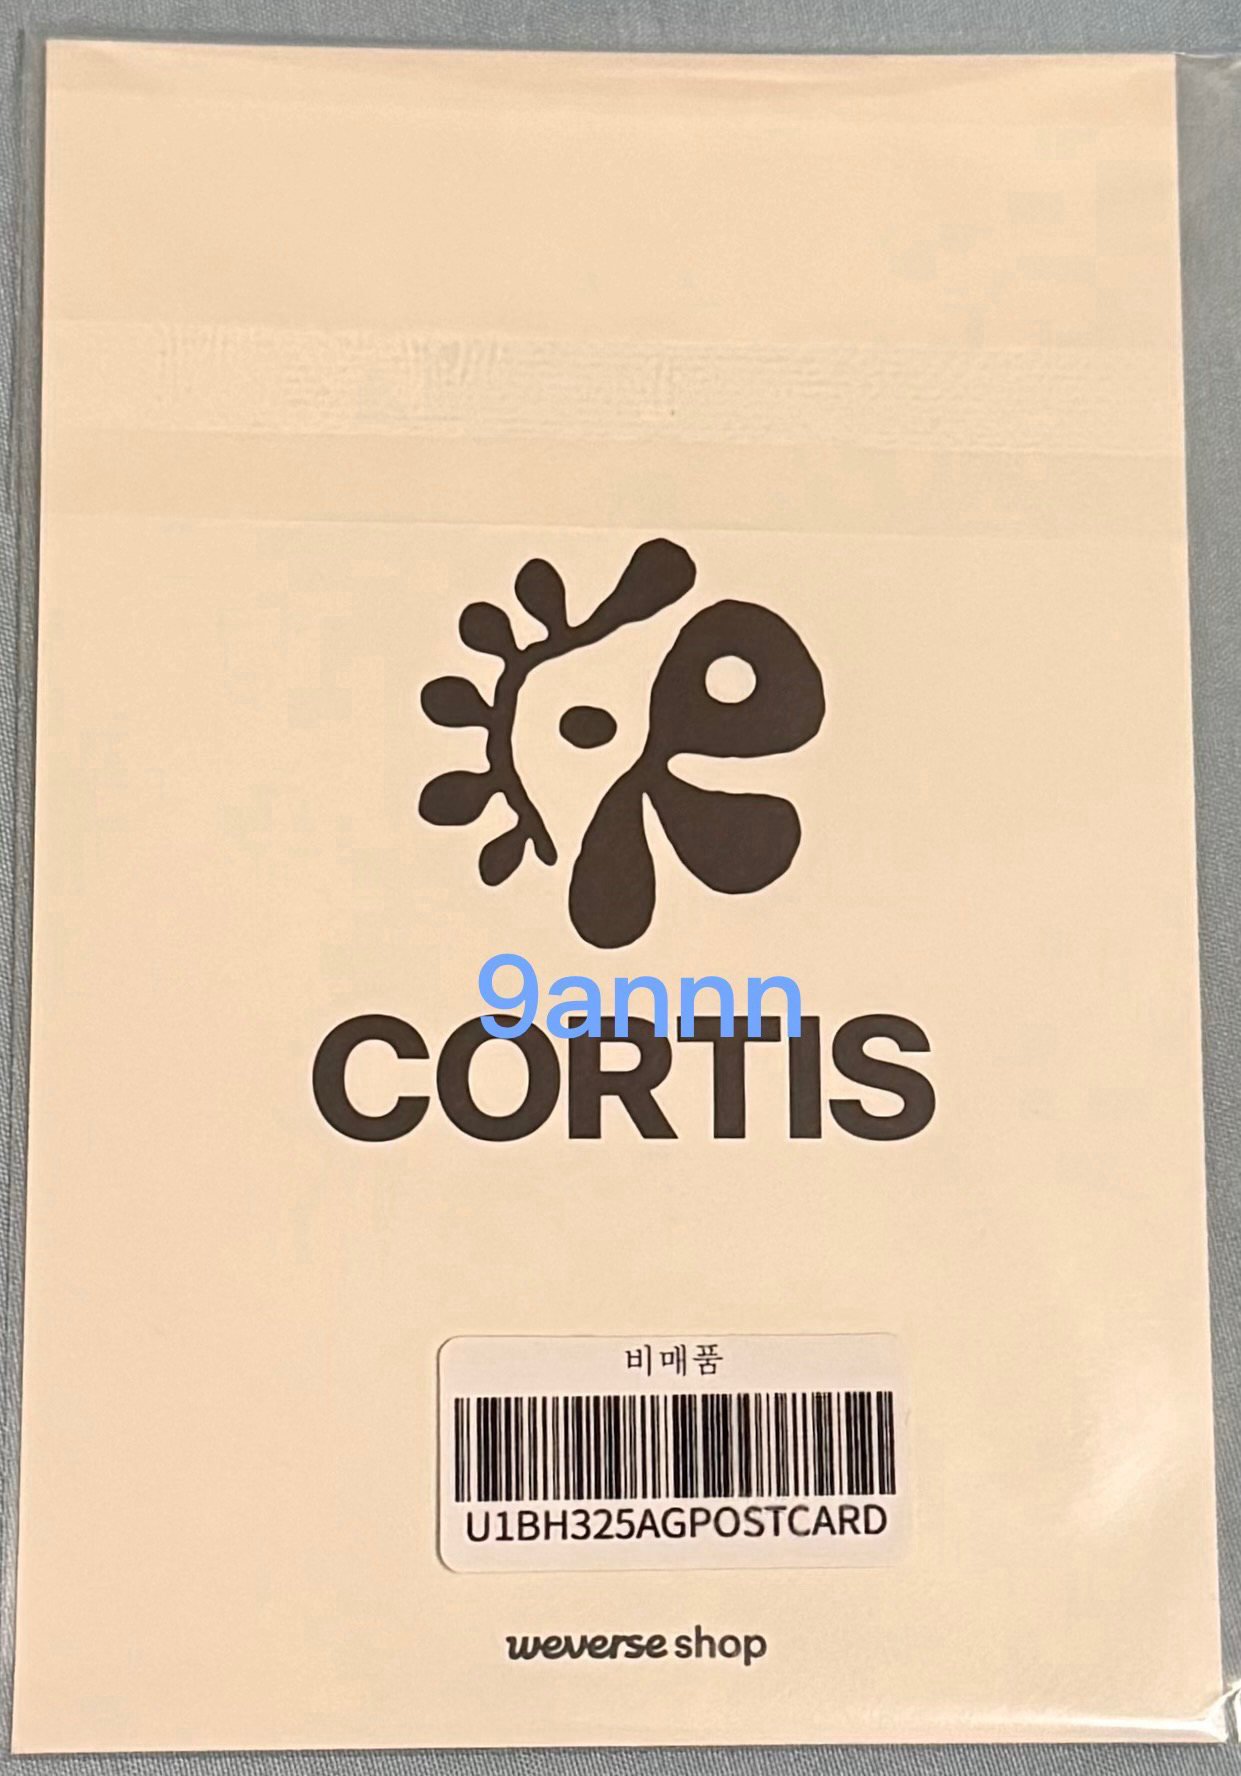 9annn
CORTIS
비매품
U1BH325AGPOSTCARD
weverse shop